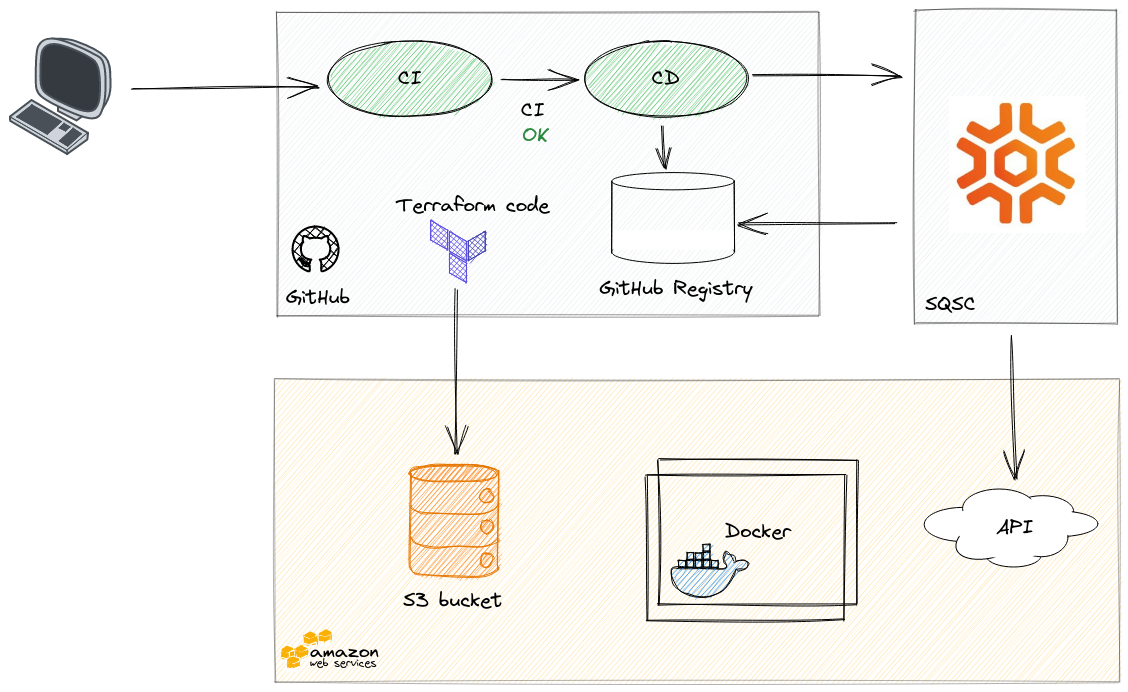 CI
CD
CI
OK
Terraform code
GitHub
GitHub Registry
SQSC
API
Docker
S3 bucket
amazon
web services